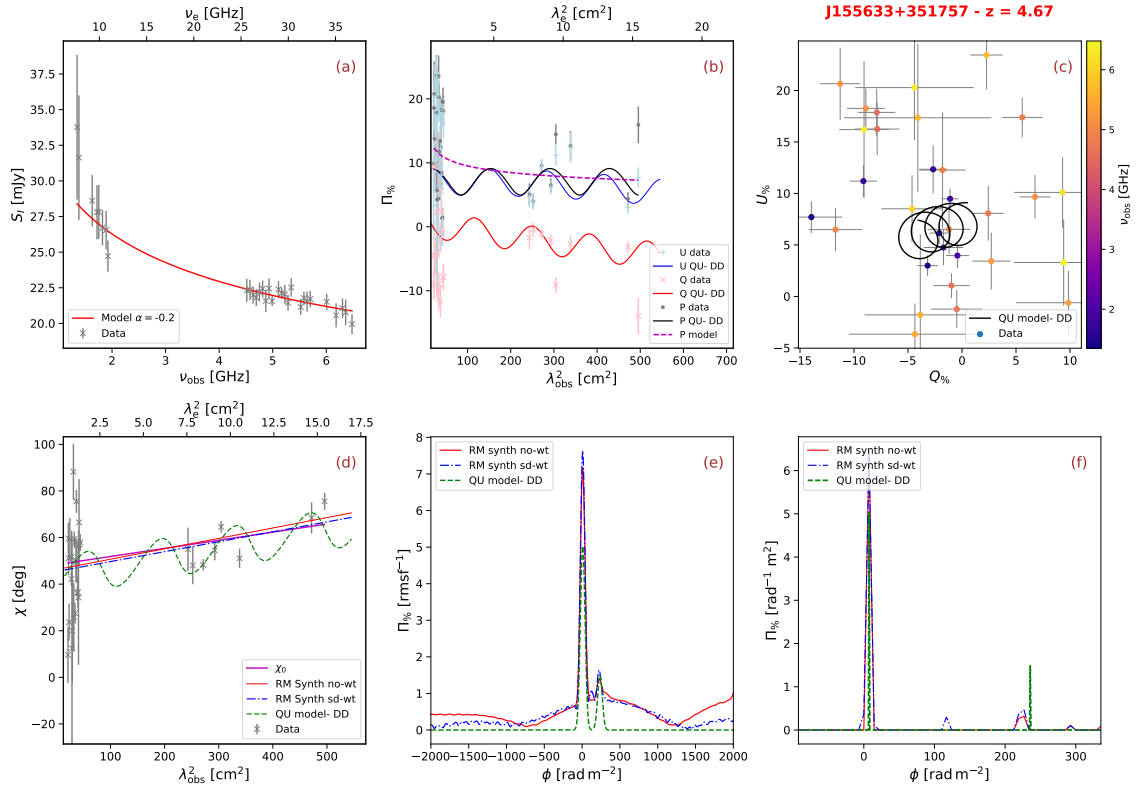 J155633+351757 - z = 4.67
ν_e [GHz]
10 20 30
(a)
37.5
35.0
32.5
30.0
27.5
25.0
22.5
20.0
S_I [mJy]
Model α = -0.2
Data
2 3 4 5 6
ν_obs [GHz]
λ_e^2 [cm^2]
5 10 15 20
(b)
20
10
0
−10
Π_%
U data
U QU- DD
Q data
Q QU- DD
P data
P QU- DD
P model
100 200 300 400 500 600 700
λ_obs^2 [cm^2]
(c)
20
15
10
5
0
−5
U_%
QU model- DD
Data
−15 −10 −5 0 5 10
Q_%
6
5
4
3
2
ν_obs [GHz]
λ_e^2 [cm^2]
2.5 5.0 7.5 10.0 12.5 15.0 17.5
(d)
100
80
60
40
20
0
−20
χ [deg]
χ_0
RM Synth no-wt
RM Synth sd-wt
QU model- DD
Data
100 200 300 400 500
λ_obs^2 [cm^2]
RM synth no-wt
RM synth sd-wt
QU model- DD
(e)
8
7
6
5
4
3
2
1
0
Π_% [rmsf^−1]
−2000 −1500 −1000 −500 0 500 1000 1500 2000
ϕ [rad m^−2]
RM synth no-wt
RM synth sd-wt
QU model- DD
(f)
6
5
4
3
2
1
0
Π_% [rad^−1 m^2]
0 100 200 300
ϕ [rad m^−2]